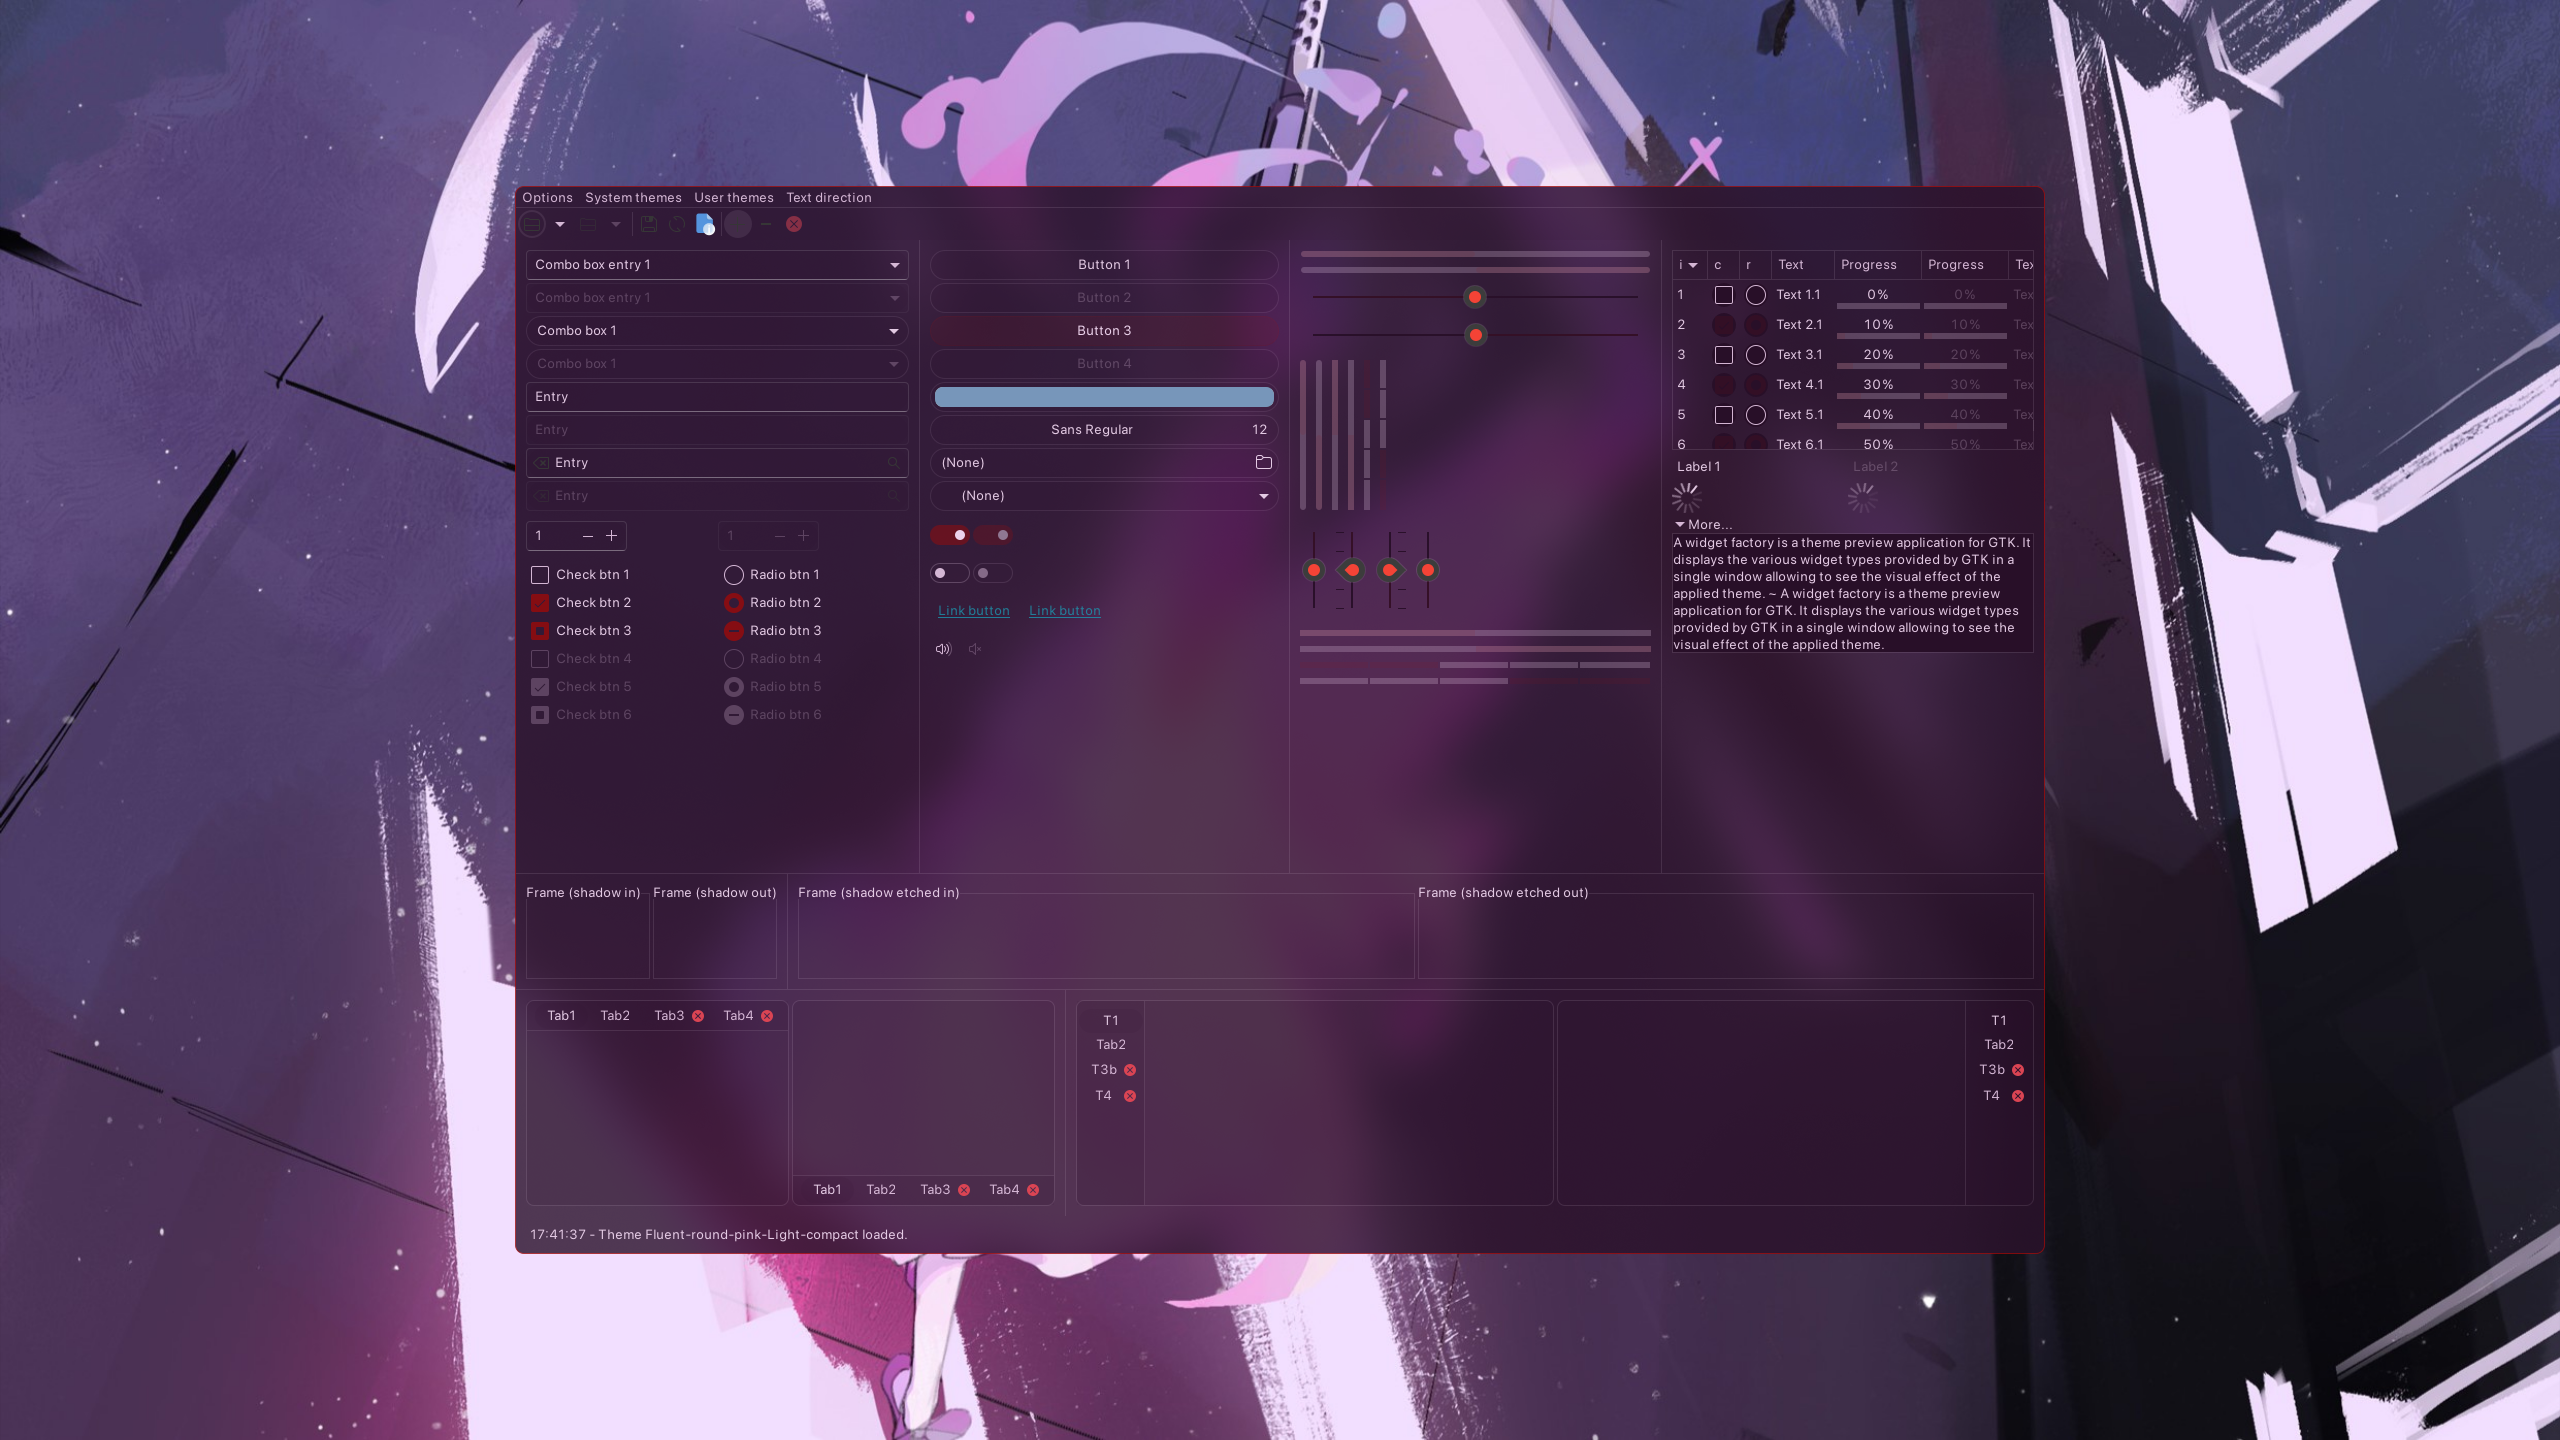 Options System themes User themes Text direction
Combo box entry 1
Combo box entry 1
Combo box 1
Combo box 1
Entry
Entry
Entry
Entry
1 1
Check btn 1 Radio btn 1
Check btn 2 Radio btn 2
Check btn 3 Radio btn 3
Check btn 4 Radio btn 4
Check btn 5 Radio btn 5
Check btn 6 Radio btn 6
Button 1
Button 2
Button 3
Button 4
Sans Regular 12
(None)
(None)
Link button Link button
i c r Text Progress Progress Tex
1 Text 1.1 0% 0% Tex
2 Text 2.1 10% 10% Tex
3 Text 3.1 20% 20% Tex
4 Text 4.1 30% 30% Tex
5 Text 5.1 40% 40% Tex
6 Text 6.1 50% 50% Tex
Label 1 Label 2
More...
A widget factory is a theme preview application for GTK. It
displays the various widget types provided by GTK in a
single window allowing to see the visual effect of the
applied theme. ~ A widget factory is a theme preview
application for GTK. It displays the various widget types
provided by GTK in a single window allowing to see the
visual effect of the applied theme.
Frame (shadow in) Frame (shadow out) Frame (shadow etched in) Frame (shadow etched out)
Tab1 Tab2 Tab3 Tab4
Tab1 Tab2 Tab3 Tab4
T1
Tab2
T3b
T4
T1
Tab2
T3b
T4
17:41:37 - Theme Fluent-round-pink-Light-compact loaded.